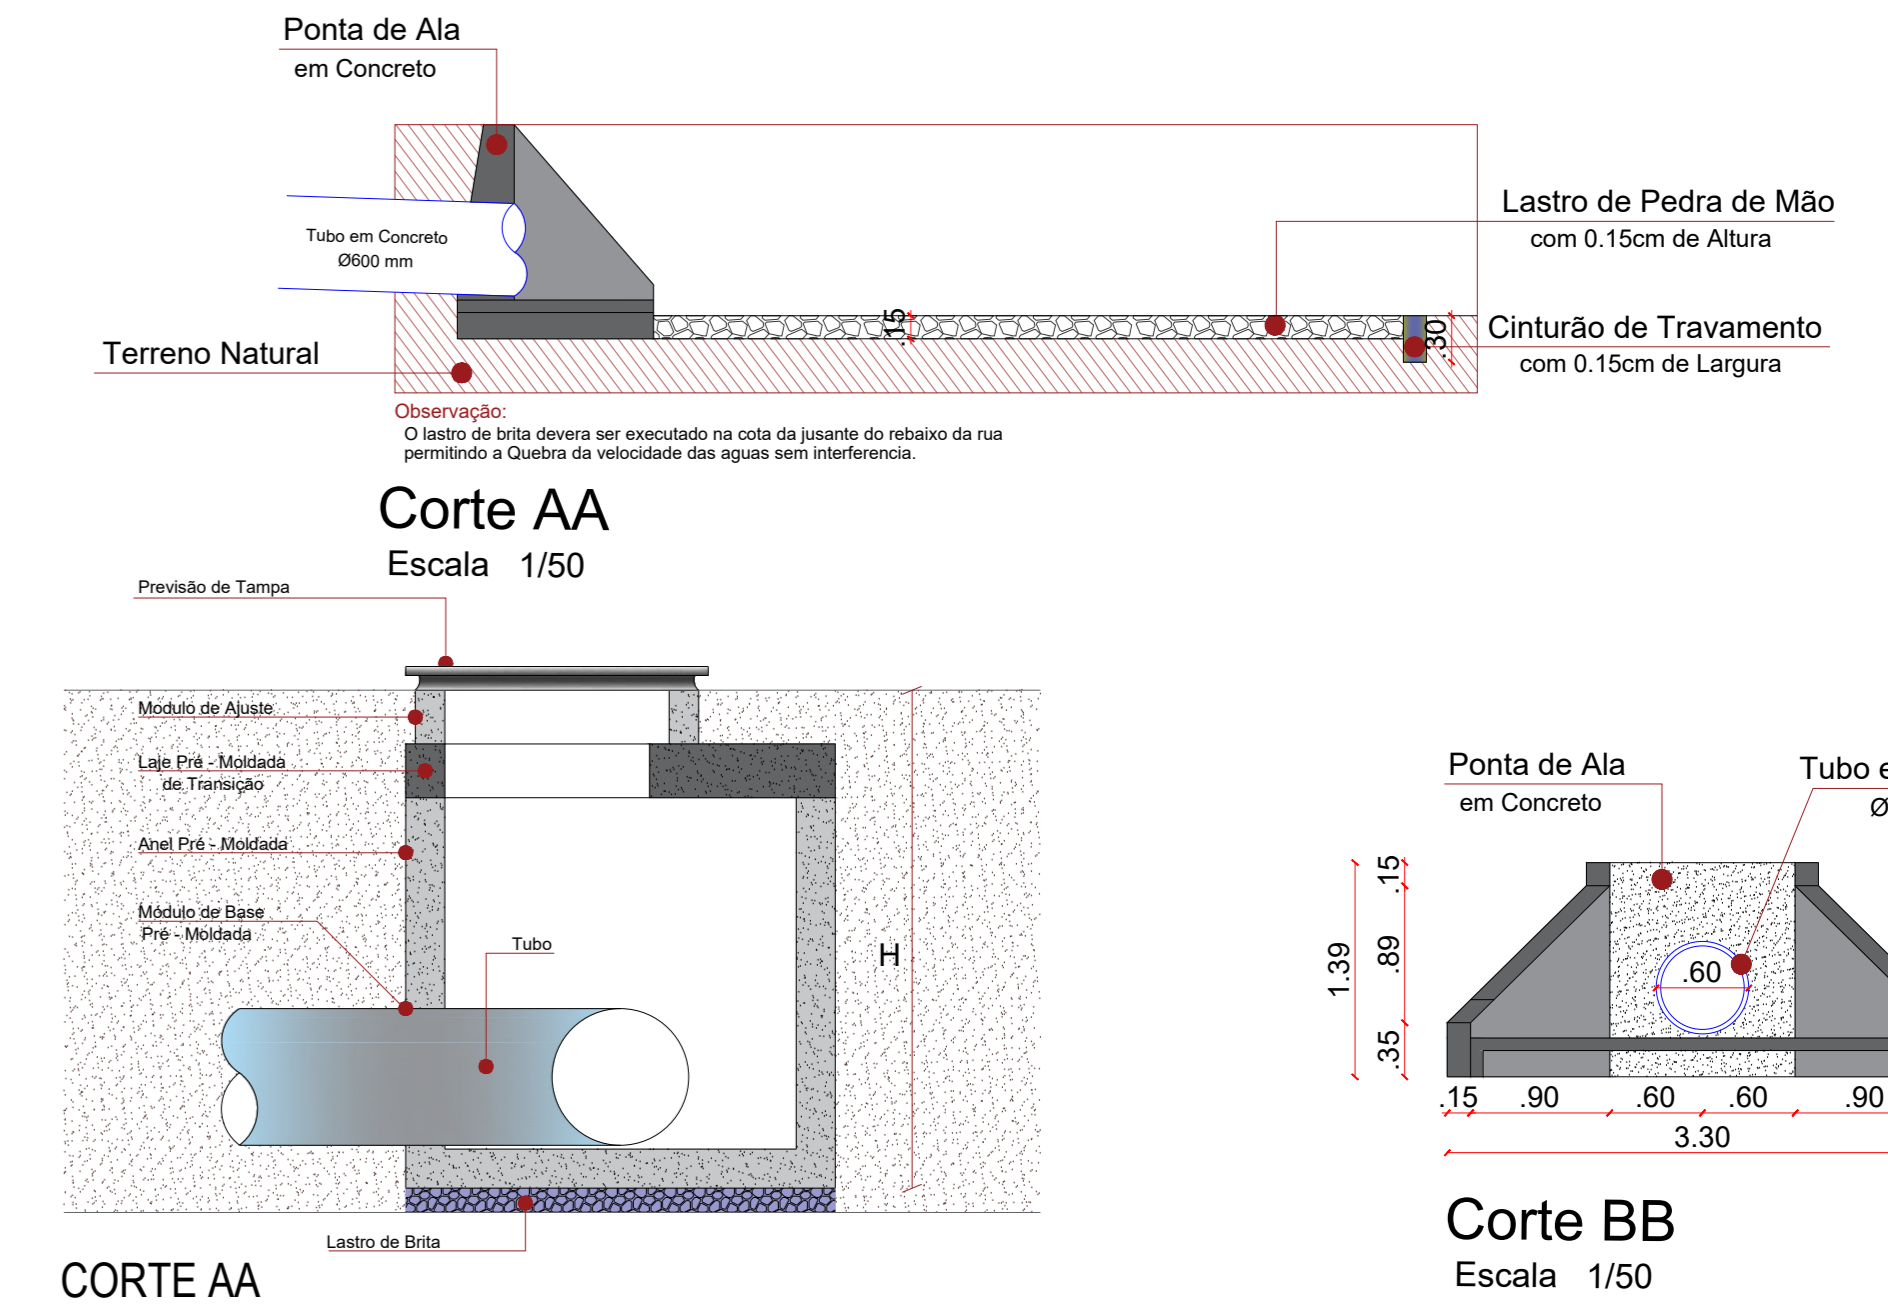 Ponta de Ala
em Concreto
Lastro de Pedra de Mão
com 0.15cm de Altura
Tubo em Concreto
Ø600 mm
.15
.30
Cinturão de Travamento
com 0.15cm de Largura
Terreno Natural
Observação:
O lastro de brita devera ser executado na cota da jusante do rebaixo da rua
permitindo a Quebra da velocidade das aguas sem interferencia.
Corte AA
Escala 1/50
Previsão de Tampa
Modulo de Ajuste
Laje Pré - Moldada
de Transição
Anel Pré - Moldada
Módulo de Base
Pré - Moldada
Tubo
H
Lastro de Brita
CORTE AA
Ponta de Ala
em Concreto
Tubo e
Ø
.15
.89
1.39
.35
.60
.15 .90 .60 .60 .90
3.30
Corte BB
Escala 1/50